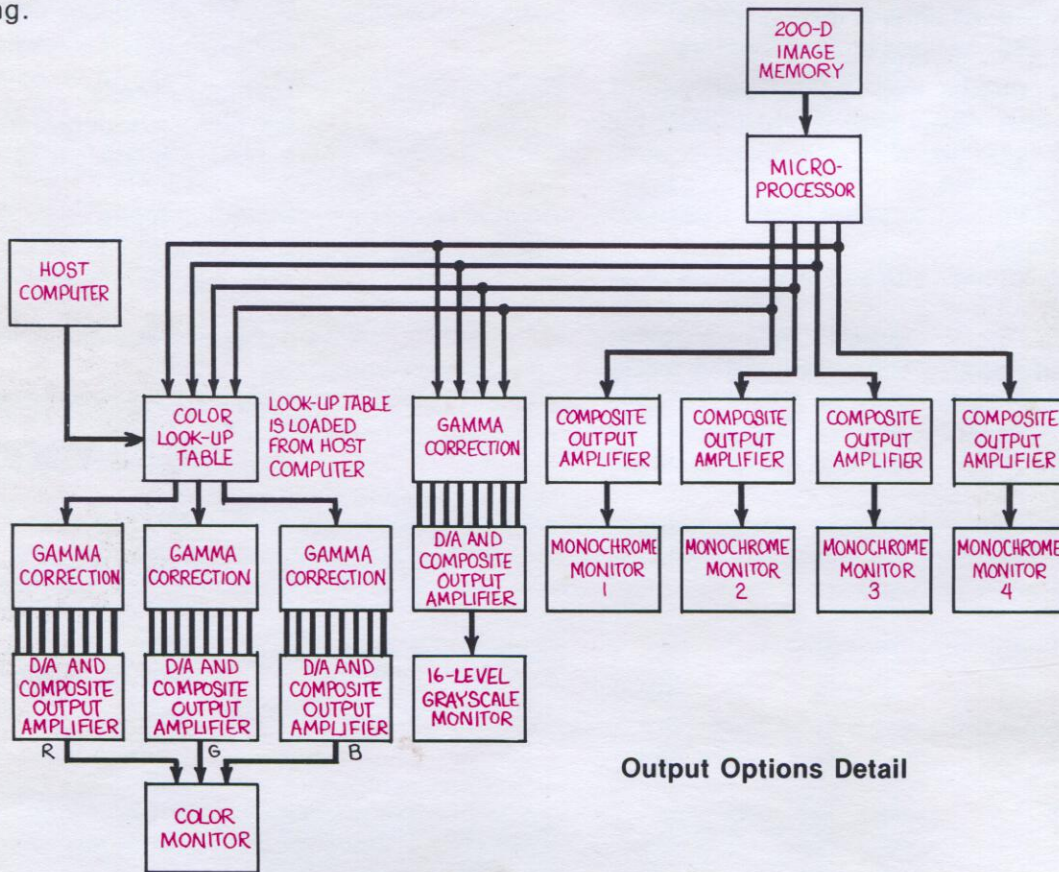 ng.
200-D
IMAGE
MEMORY
MICRO-
PROCESSOR
HOST
COMPUTER
COLOR
LOOK-UP
TABLE
LOOK-UP TABLE
IS LOADED
FROM HOST
COMPUTER
GAMMA
CORRECTION
COMPOSITE
OUTPUT
AMPLIFIER
COMPOSITE
OUTPUT
AMPLIFIER
COMPOSITE
OUTPUT
AMPLIFIER
COMPOSITE
OUTPUT
AMPLIFIER
GAMMA
CORRECTION
GAMMA
CORRECTION
GAMMA
CORRECTION
D/A AND
COMPOSITE
OUTPUT
AMPLIFIER
MONOCHROME
MONITOR
1
MONOCHROME
MONITOR
2
MONOCHROME
MONITOR
3
MONOCHROME
MONITOR
4
D/A AND
COMPOSITE
OUTPUT
AMPLIFIER
D/A AND
COMPOSITE
OUTPUT
AMPLIFIER
D/A AND
COMPOSITE
OUTPUT
AMPLIFIER
16-LEVEL
GRAYSCALE
MONITOR
R
G
B
COLOR
MONITOR
Output Options Detail